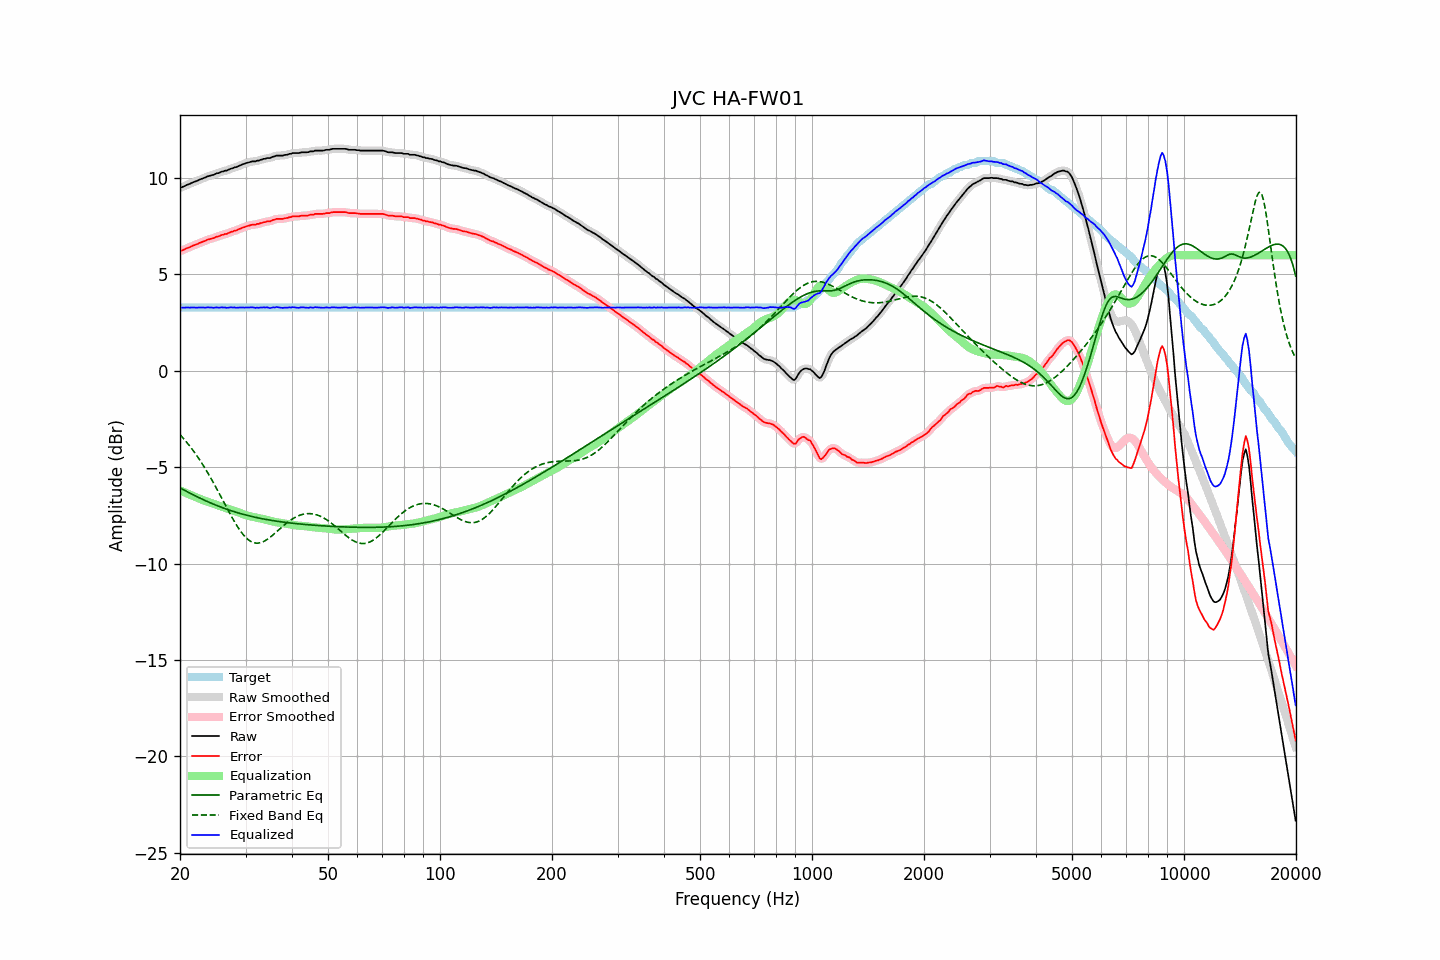 JVC HA-FW01
Amplitude (dBr)
10
5
0
−5
−10
−15
−20
−25
Target
Raw Smoothed
Error Smoothed
Raw
Error
Equalization
Parametric Eq
Fixed Band Eq
Equalized
20 50 100 200 500 1000 2000 5000 10000 20000
Frequency (Hz)